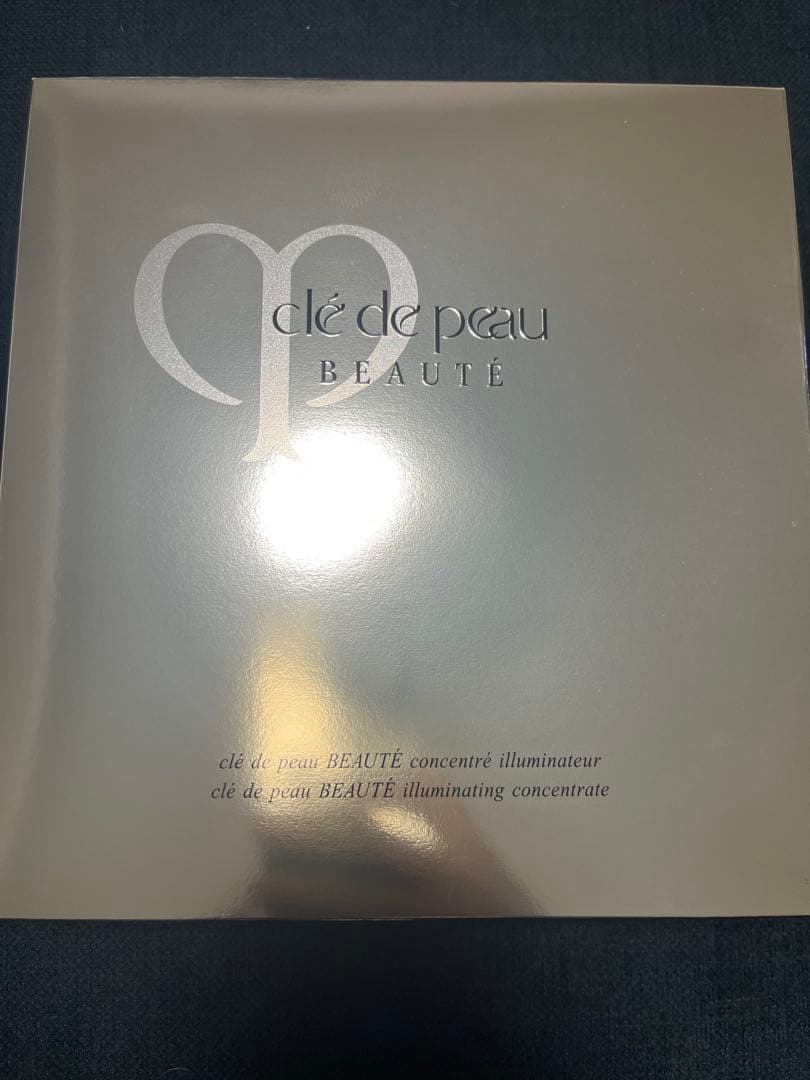 clé de peau
BEAUTÉ
clé de peau BEAUTÉ concentré illuminateur
clé de peau BEAUTÉ illuminating concentrate